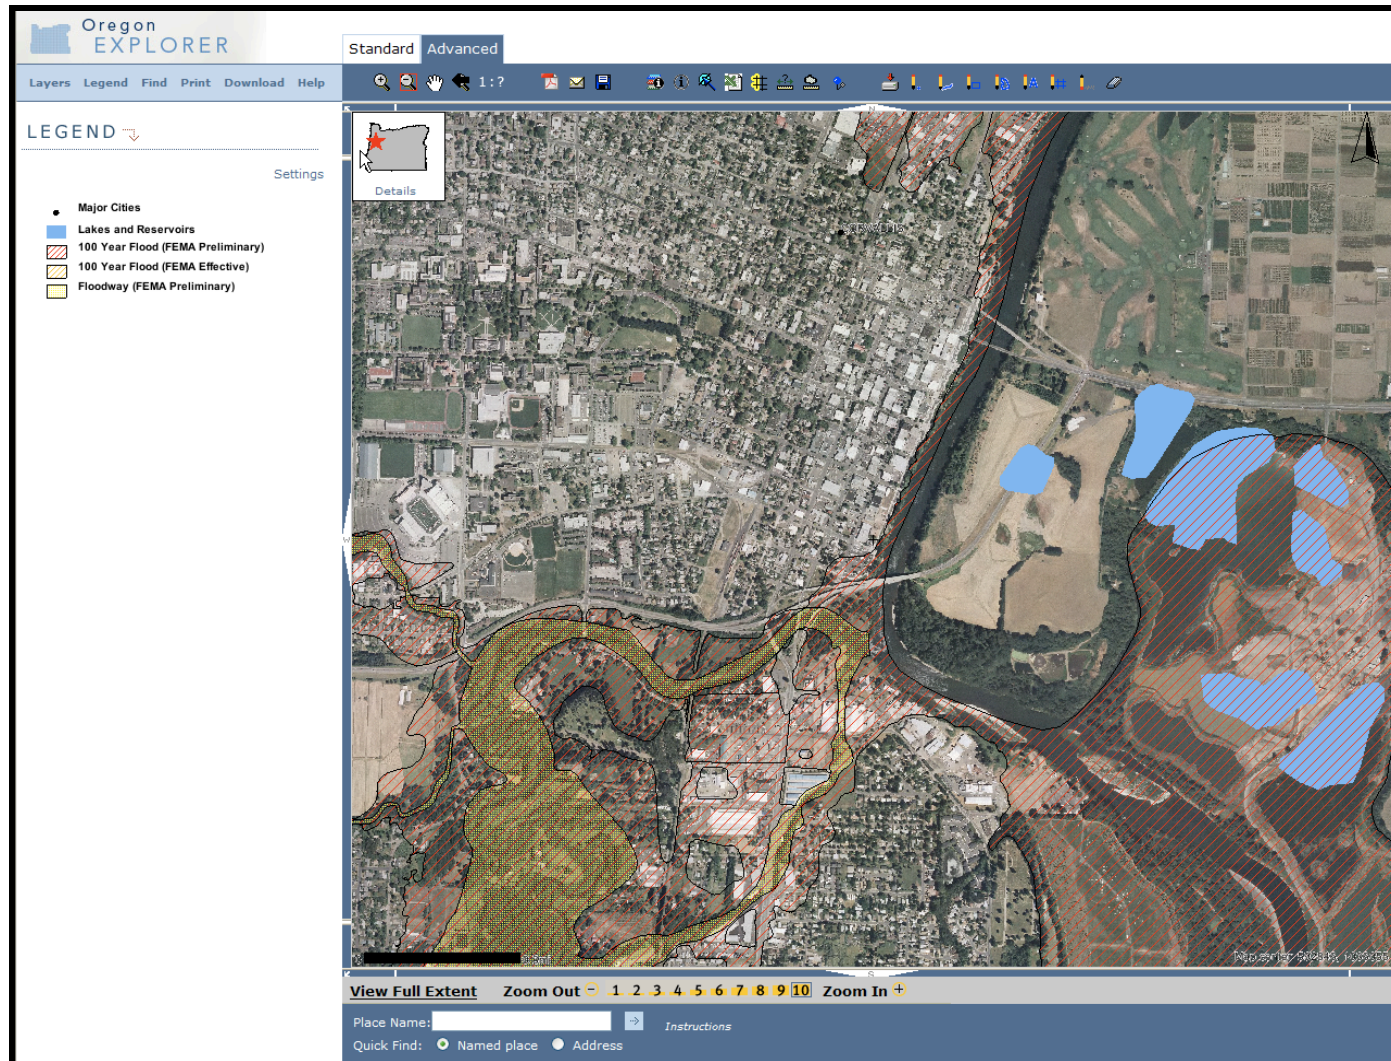 Oregon
EXPLORER
Standard Advanced
Layers Legend Find Print Download Help
1:?
LEGEND
Settings
Details
N
Major Cities
Lakes and Reservoirs
100 Year Flood (FEMA Preliminary)
100 Year Flood (FEMA Effective)
Floodway (FEMA Preliminary)
CORVALLIS
W
S
View Full Extent Zoom Out - 1 2 3 4 5 6 7 8 9 10 Zoom In +
Place Name: Instructions
Quick Find: Named place Address